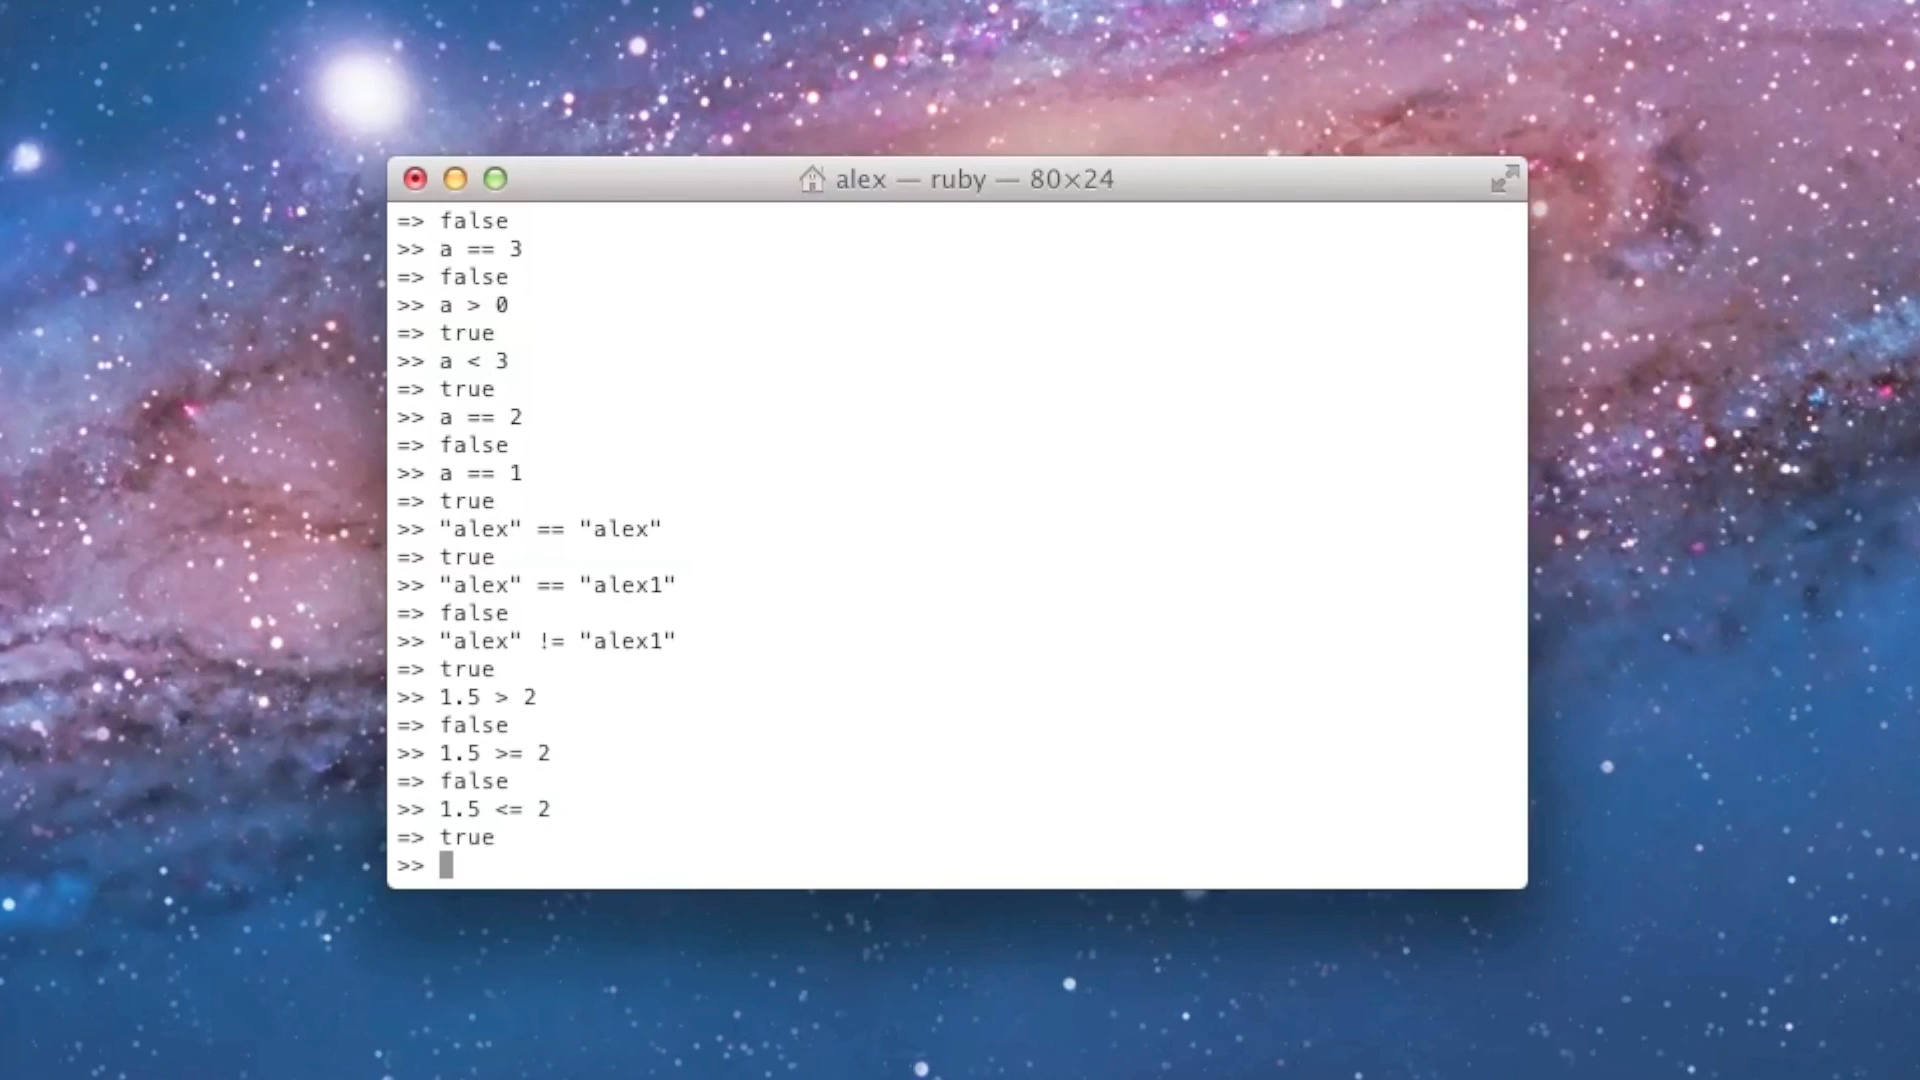 alex — ruby — 80×24
=> false
>> a == 3
=> false
>> a > 0
=> true
>> a < 3
=> true
>> a == 2
=> false
>> a == 1
=> true
>> "alex" == "alex"
=> true
>> "alex" == "alex1"
=> false
>> "alex" != "alex1"
=> true
>> 1.5 > 2
=> false
>> 1.5 >= 2
=> false
>> 1.5 <= 2
=> true
>>